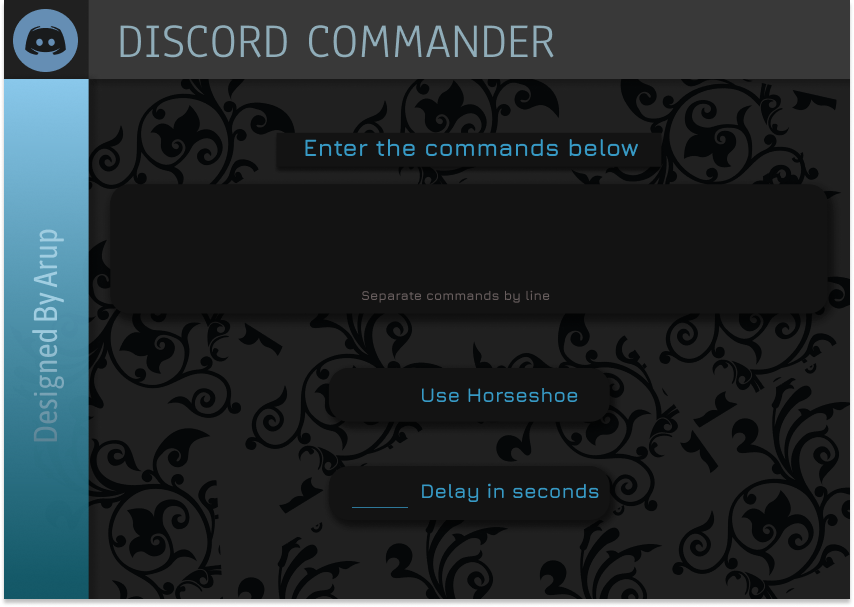 DISCORD COMMANDER
Enter the commands below
Separate commands by line
Use Horseshoe
Delay in seconds
Designed By Arup